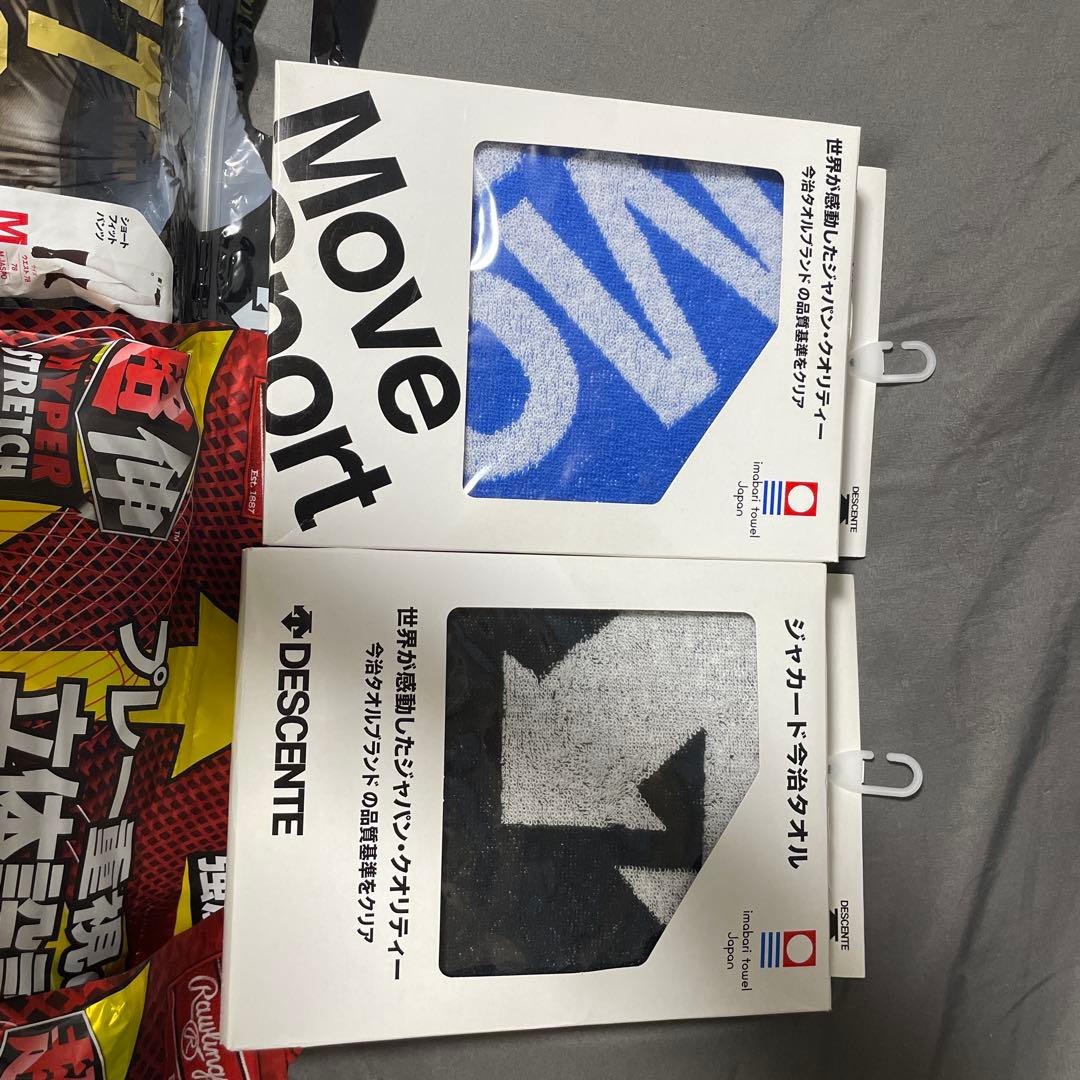 世界が感動したジャパン・クオリティー
今治タオルブランドの品質基準をクリア
Move
port
imabari towel
Japan
DESCENTE
ジャカード今治タオル
世界が感動したジャパン・クオリティー
今治タオルブランドの品質基準をクリア
DESCENTE
imabari towel
Japan
DESCENTE
ショート
フィット
パンツ
M
超伸
HYPER
STRETCH
TM
Est. 1887
プレー重視の
立体設
強
Rawling